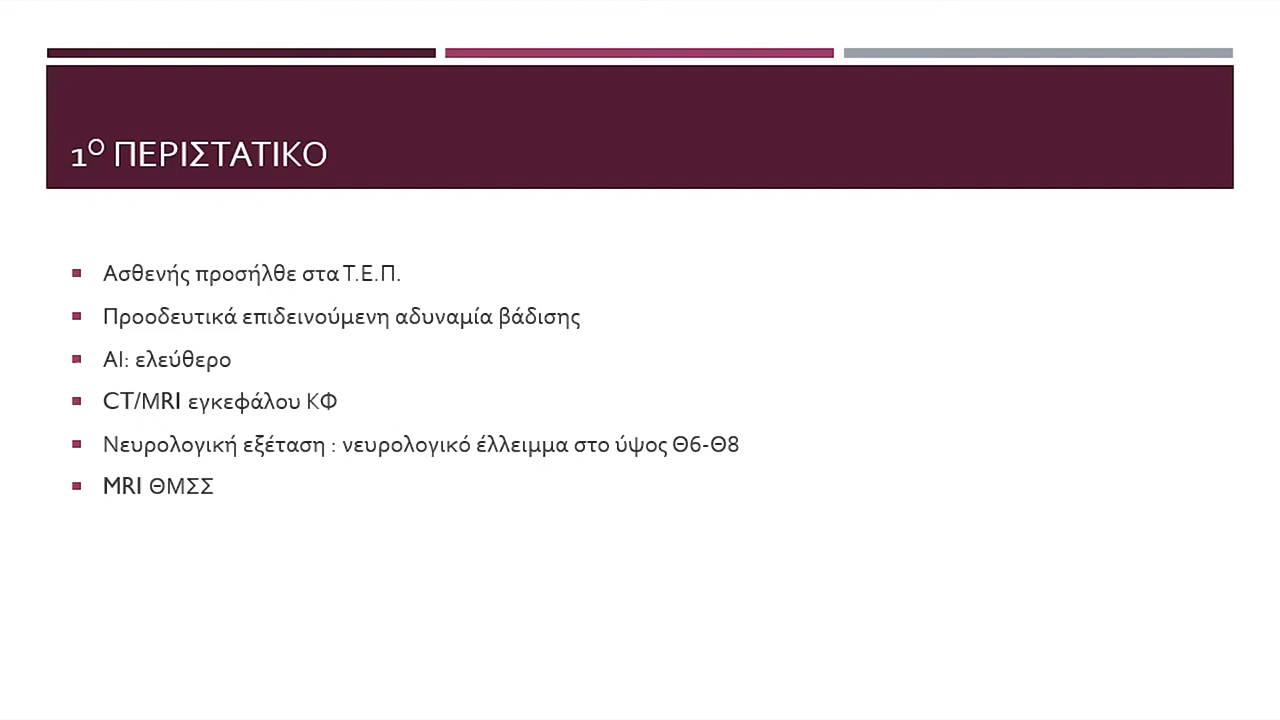 1Ο ΠΕΡΙΣΤΑΤΙΚΟ
Ασθενής προσήλθε στα Τ.Ε.Π.
Προοδευτικά επιδεινούμενη αδυναμία βάδισης
ΑΙ: ελεύθερο
CT/MRI εγκεφάλου ΚΦ
Νευρολογική εξέταση : νευρολογικό έλλειμμα στο ύψος Θ6-Θ8
MRI ΘΜΣΣ